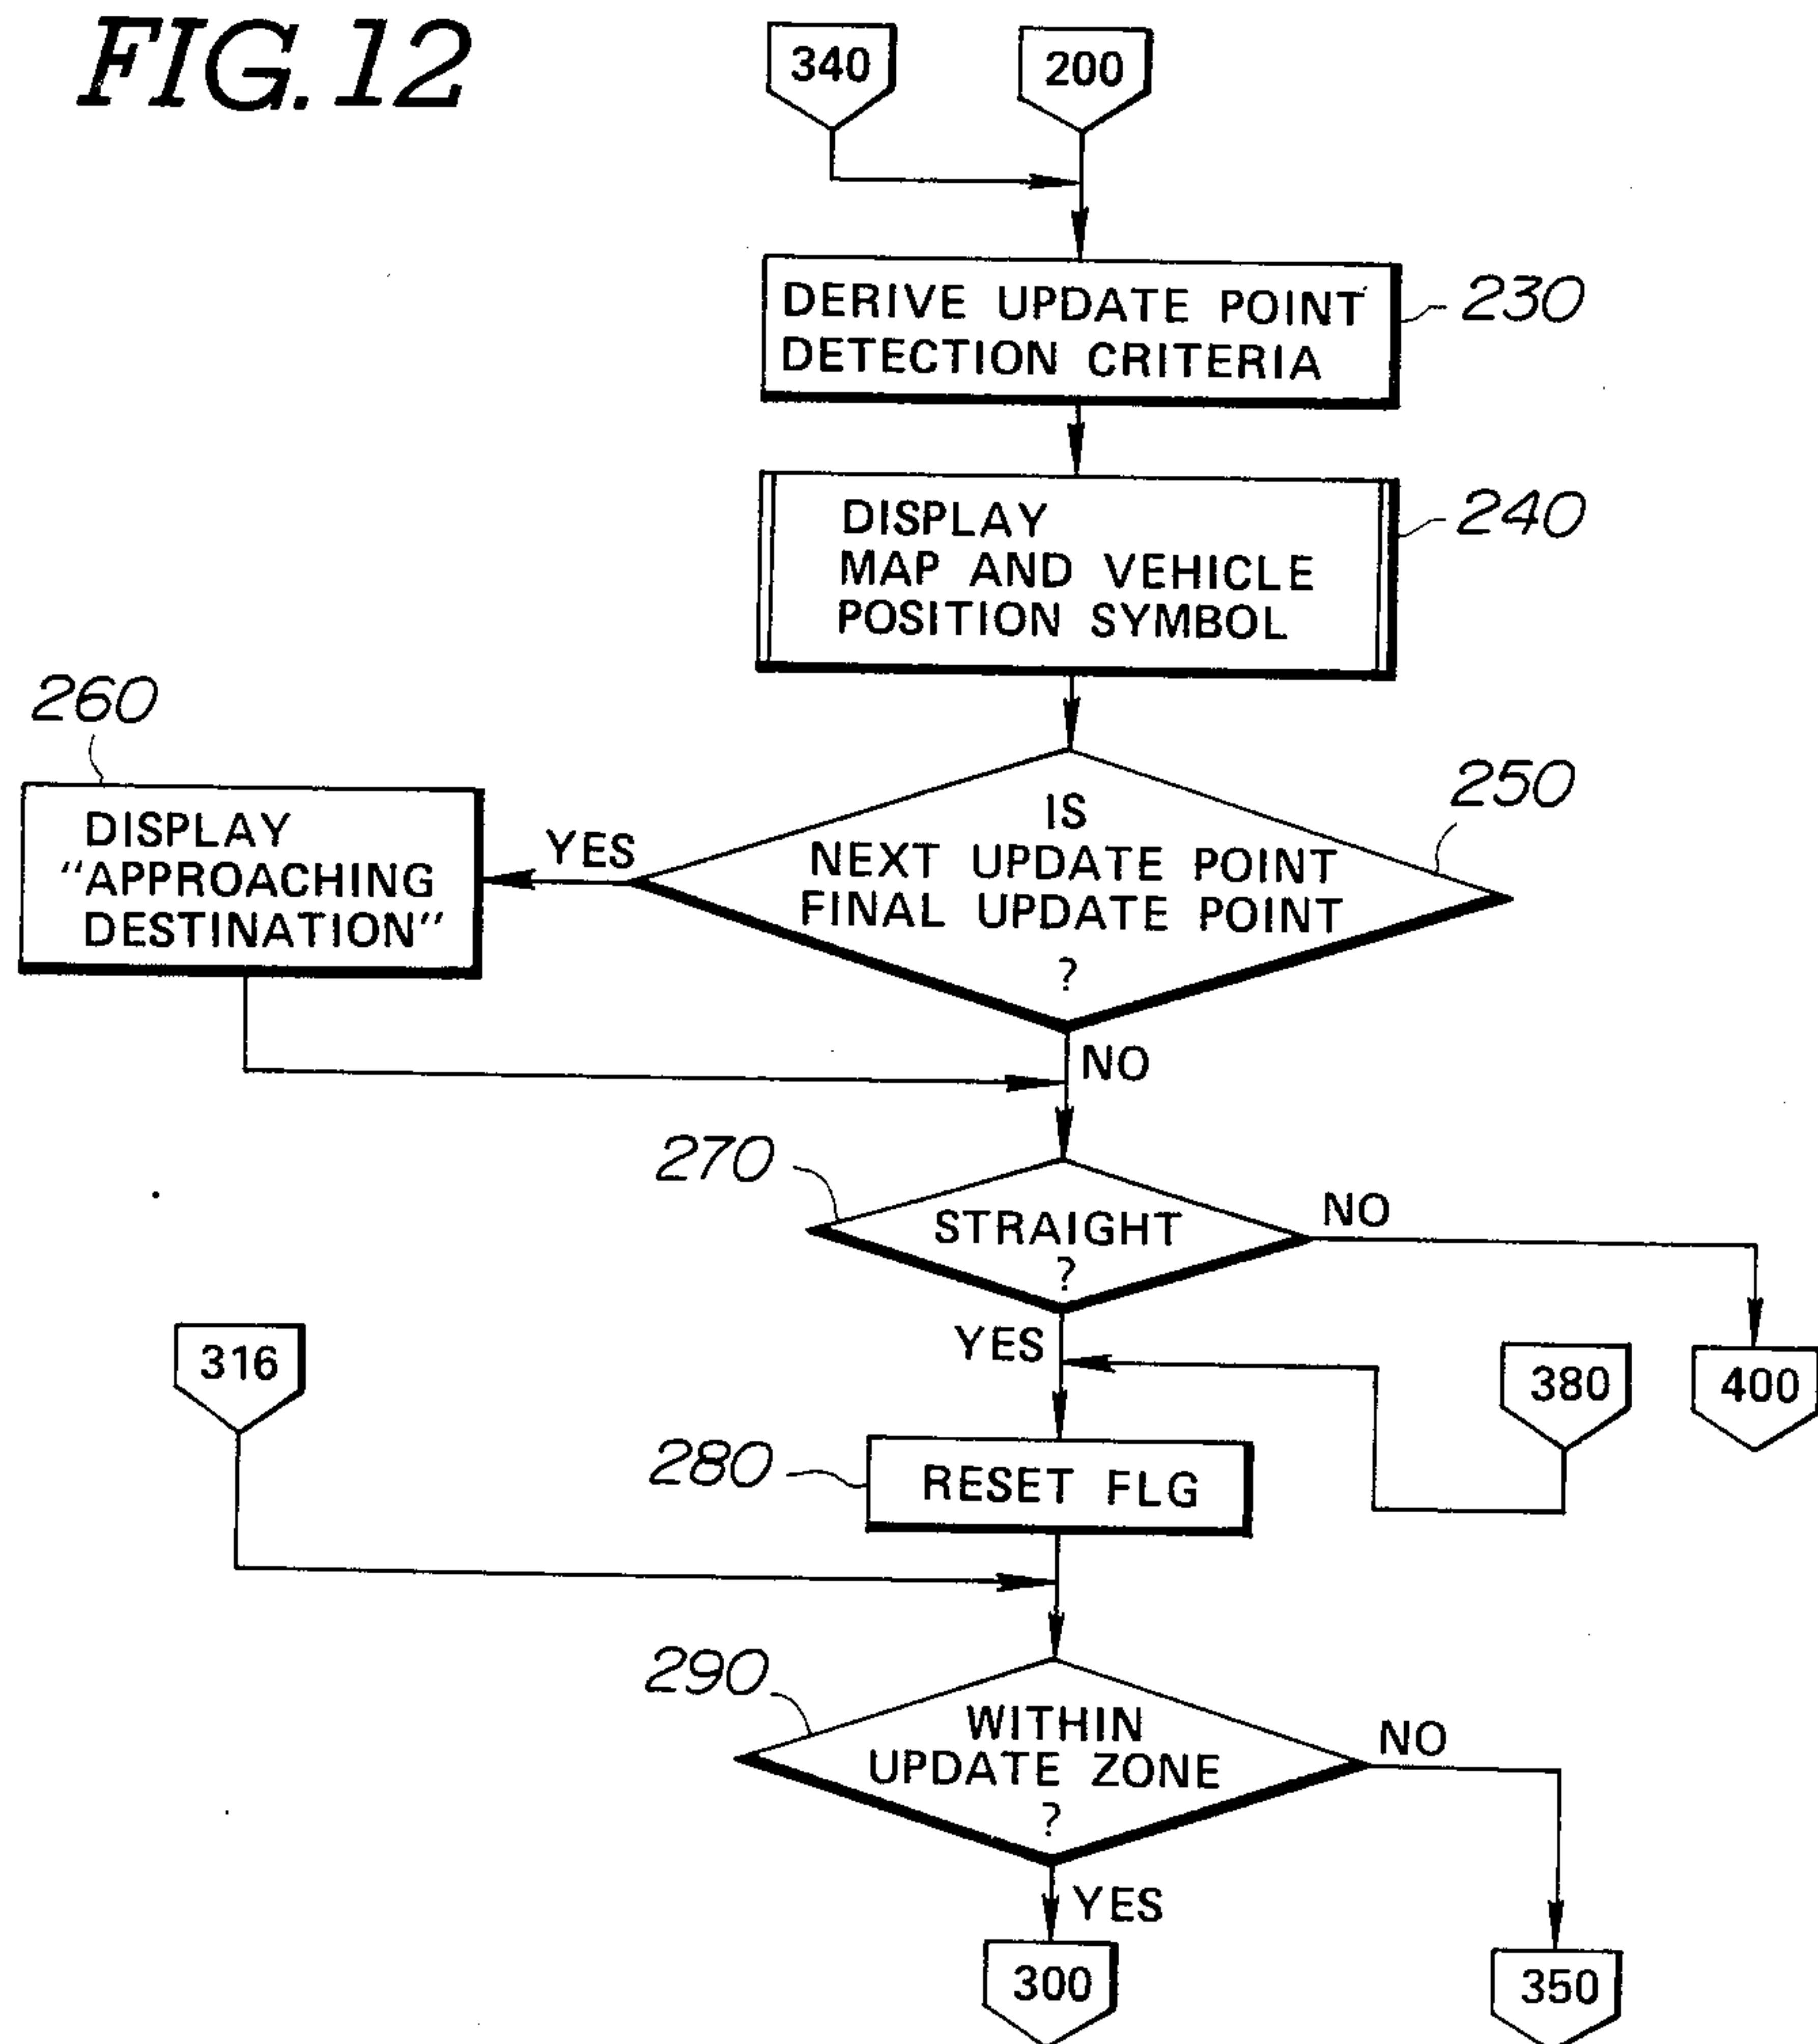 FIG. 12
340
200
DERIVE UPDATE POINT
DETECTION CRITERIA
230
DISPLAY
MAP AND VEHICLE
POSITION SYMBOL
240
260
DISPLAY
"APPROACHING
DESTINATION"
YES
IS
NEXT UPDATE POINT
FINAL UPDATE POINT
?
250
NO
270
STRAIGHT
?
NO
YES
316
380
400
280
RESET FLG
290
WITHIN
UPDATE ZONE
?
NO
YES
300
350